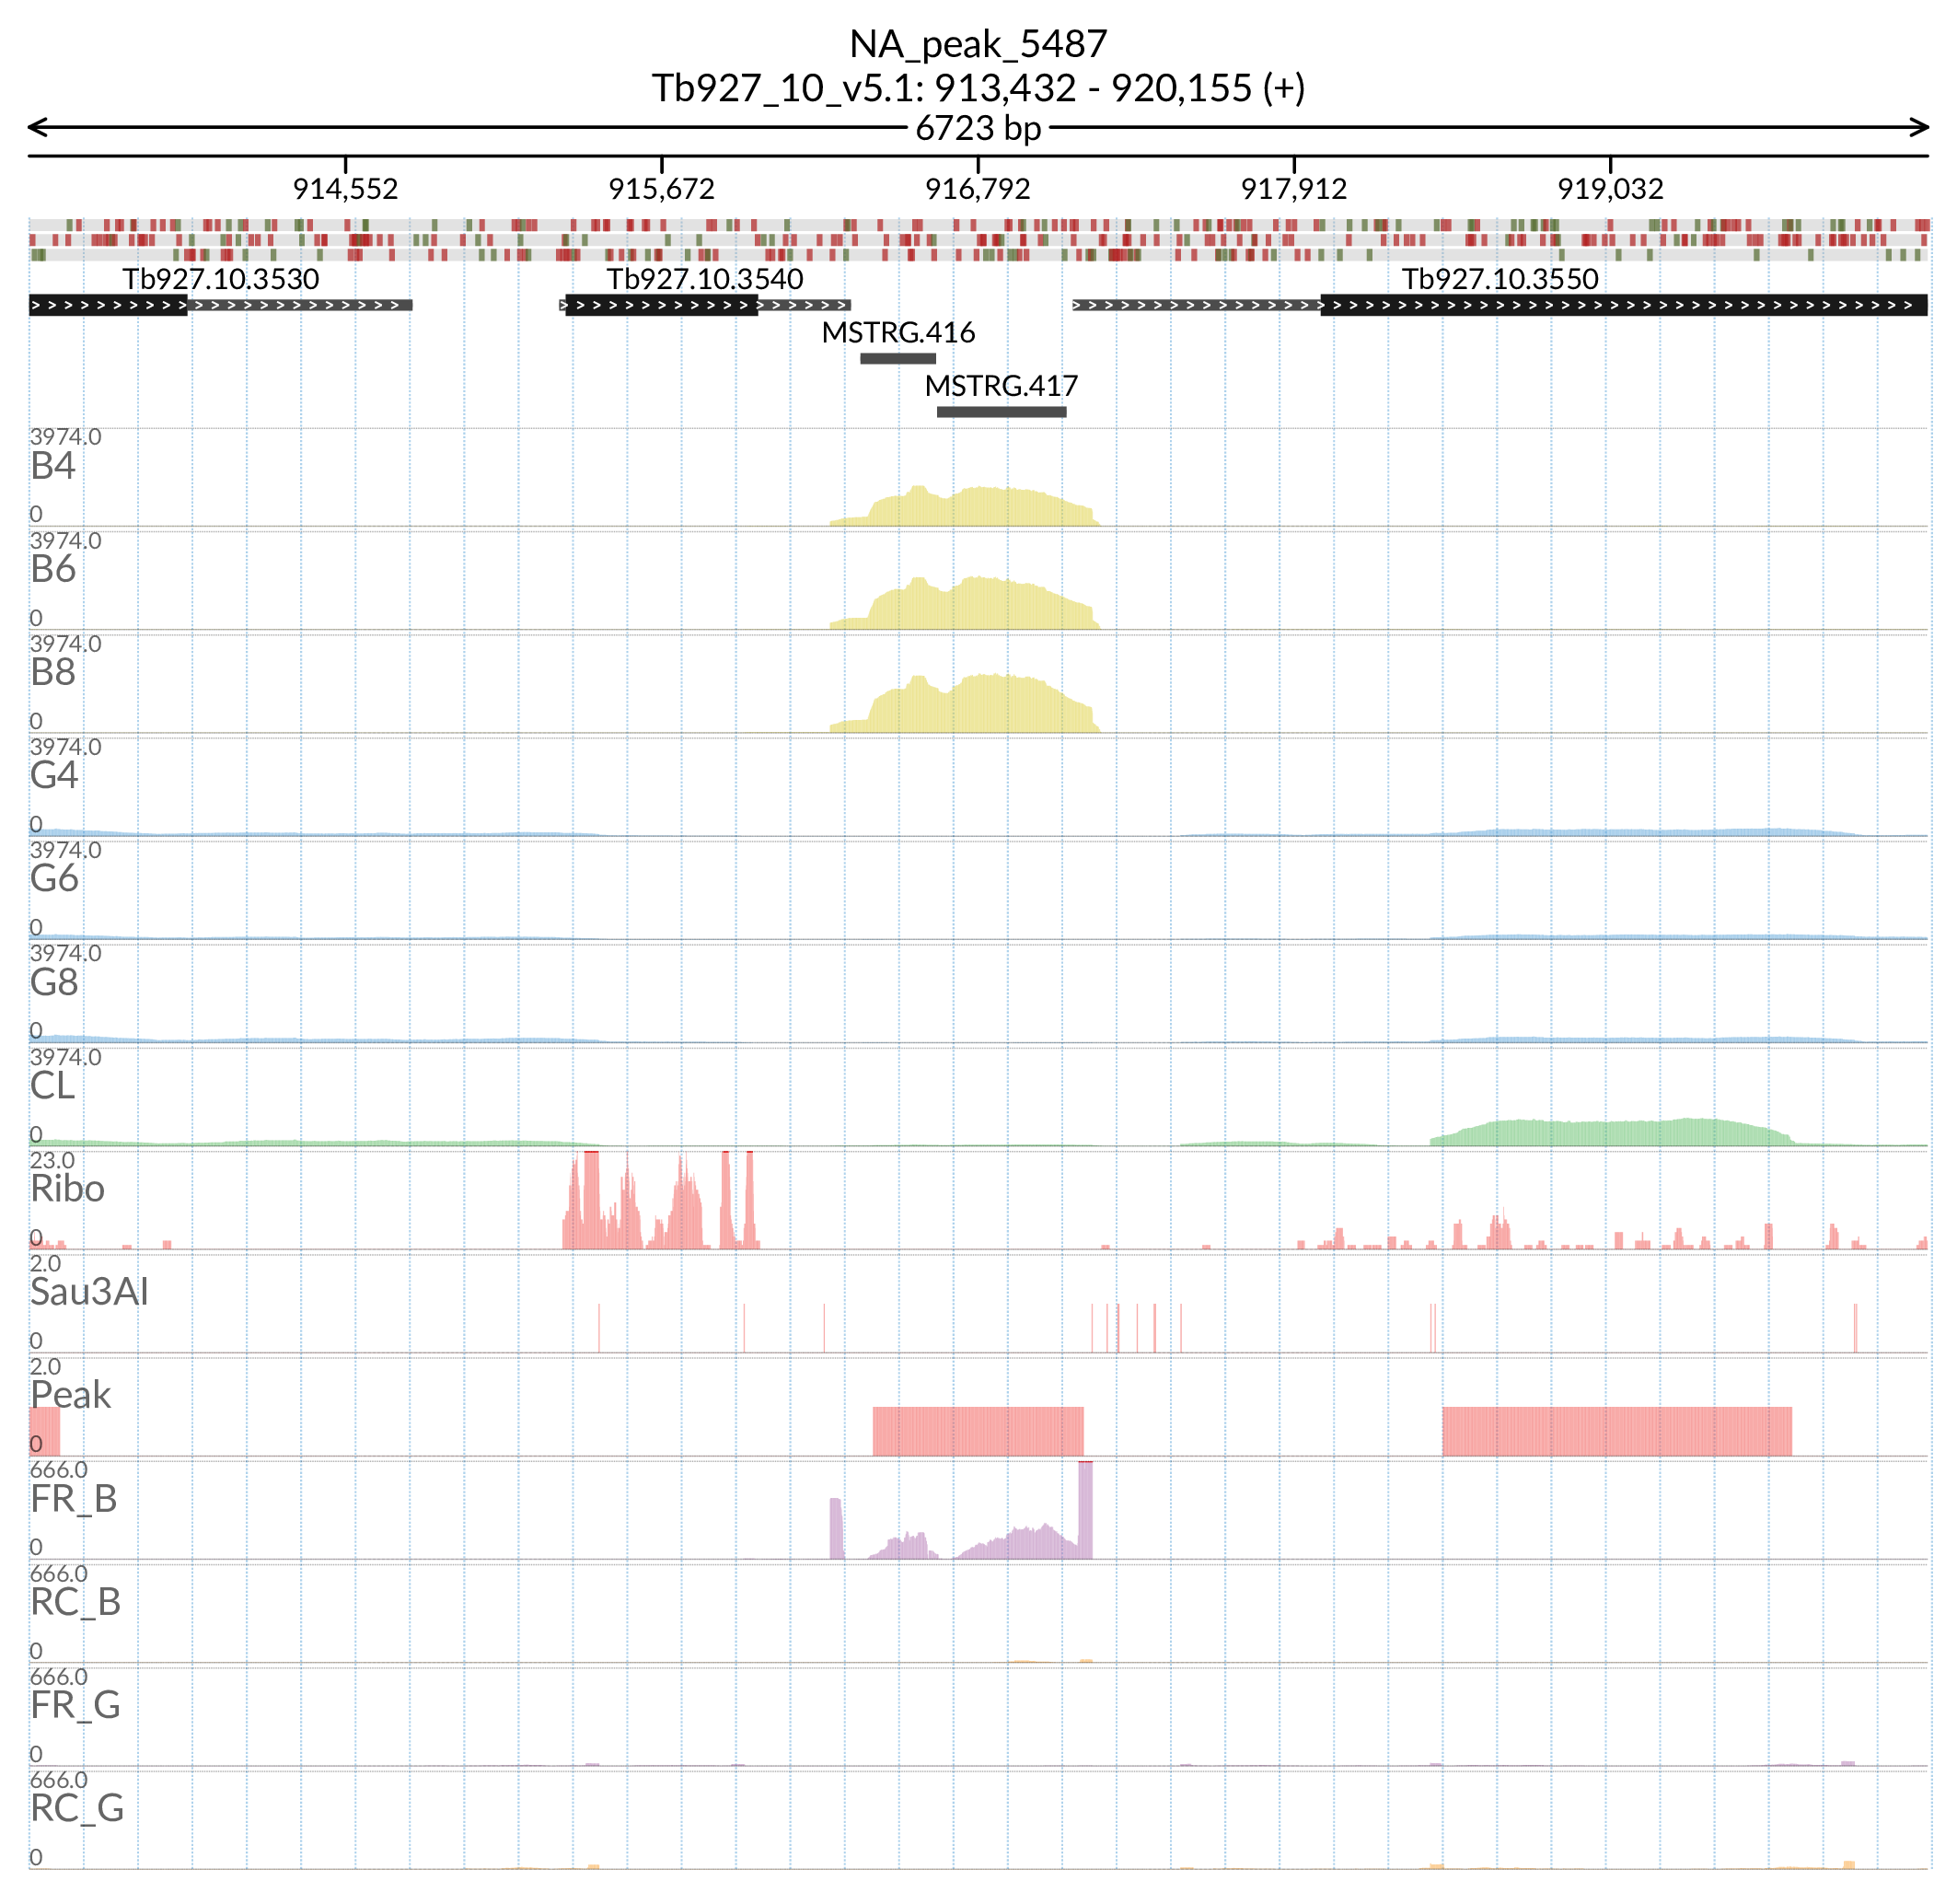 NA_peak_5487
Tb927_10_v5.1: 913,432 - 920,155 (+)
6723 bp
914,552 915,672 916,792 917,912 919,032
Tb927.10.3530 Tb927.10.3540 Tb927.10.3550
MSTRG.416
MSTRG.417
3974.0
B4
0
3974.0
B6
0
3974.0
B8
0
3974.0
G4
0
3974.0
G6
0
3974.0
G8
0
3974.0
CL
0
23.0
Ribo
0
2.0
Sau3AI
0
2.0
Peak
0
666.0
FR_B
0
666.0
RC_B
0
666.0
FR_G
0
666.0
RC_G
0